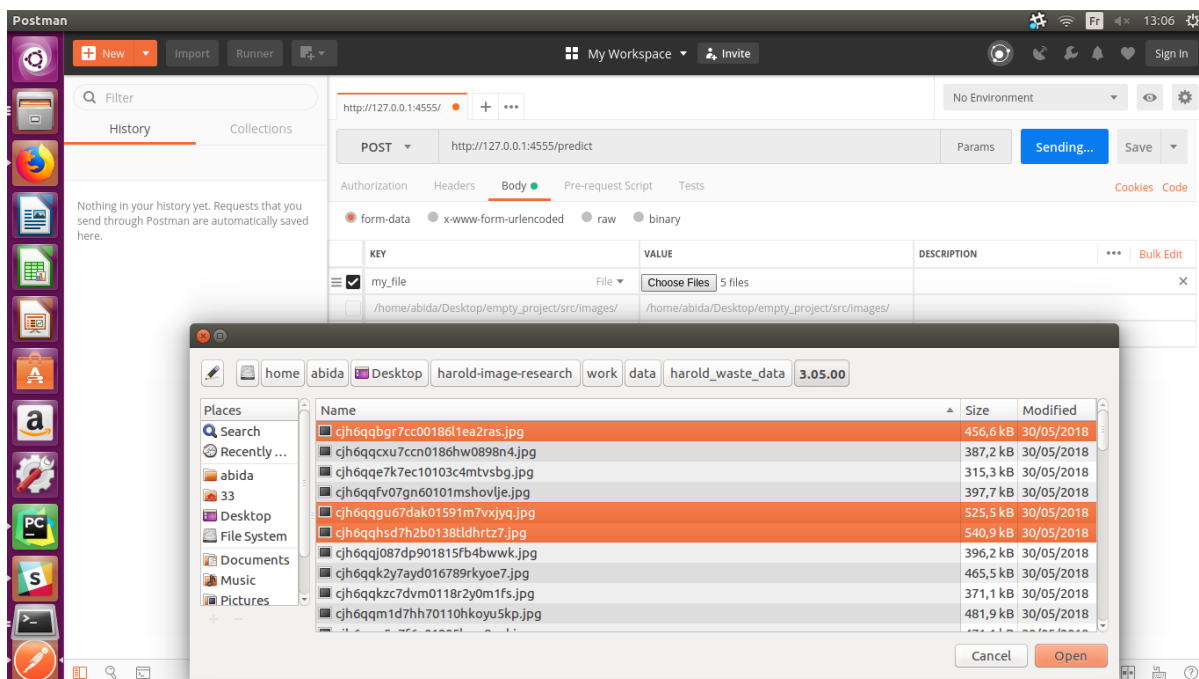 Postman
Fr
13:06
New
Import
Runner
My Workspace
Invite
Sign In
Filter
History
Collections
Nothing in your history yet. Requests that you
send through Postman are automatically saved
here.
http://127.0.0.1:4555/
No Environment
POST
http://127.0.0.1:4555/predict
Params
Sending...
Save
Authorization
Headers
Body
Pre-request Script
Tests
Cookies
Code
form-data
x-www-form-urlencoded
raw
binary
KEY
VALUE
DESCRIPTION
Bulk Edit
my_file
File
Choose Files
5 files
/home/abida/Desktop/empty_project/src/images/
/home/abida/Desktop/empty_project/src/images/
home
abida
Desktop
harold-image-research
work
data
harold_waste_data
3.05.00
Places
Search
Recently ...
abida
33
Desktop
File System
Documents
Music
Pictures
Name
Size
Modified
cjh6qqbgr7cc00186l1ea2ras.jpg 456,6 kB 30/05/2018
cjh6qqcxu7ccn0186hw0898n4.jpg 387,2 kB 30/05/2018
cjh6qqe7k7ec10103c4mtvsbg.jpg 315,3 kB 30/05/2018
cjh6qqfv07gn60101mshovlje.jpg 397,7 kB 30/05/2018
cjh6qqgu67dak01591m7vxjyq.jpg 525,5 kB 30/05/2018
cjh6qqhsd7h2b0138tldhrtz7.jpg 540,9 kB 30/05/2018
cjh6qqj087dp901815fb4bwwk.jpg 396,2 kB 30/05/2018
cjh6qqk2y7ayd016789rkyoe7.jpg 465,5 kB 30/05/2018
cjh6qqkzc7dvm0118r2y0m1fs.jpg 371,1 kB 30/05/2018
cjh6qqm1d7hh70110hkoyu5kp.jpg 481,9 kB 30/05/2018
Cancel
Open